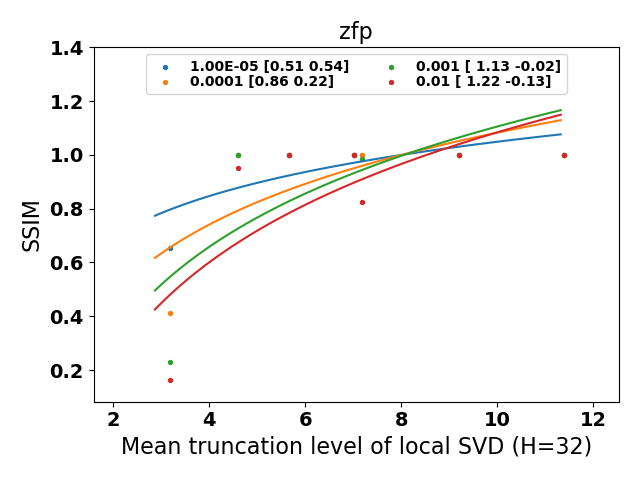 zfp
1.00E-05 [0.51 0.54]
0.0001 [0.86 0.22]
0.001 [ 1.13 -0.02]
0.01 [ 1.22 -0.13]
SSIM
1.4
1.2
1.0
0.8
0.6
0.4
0.2
2 4 6 8 10 12
Mean truncation level of local SVD (H=32)